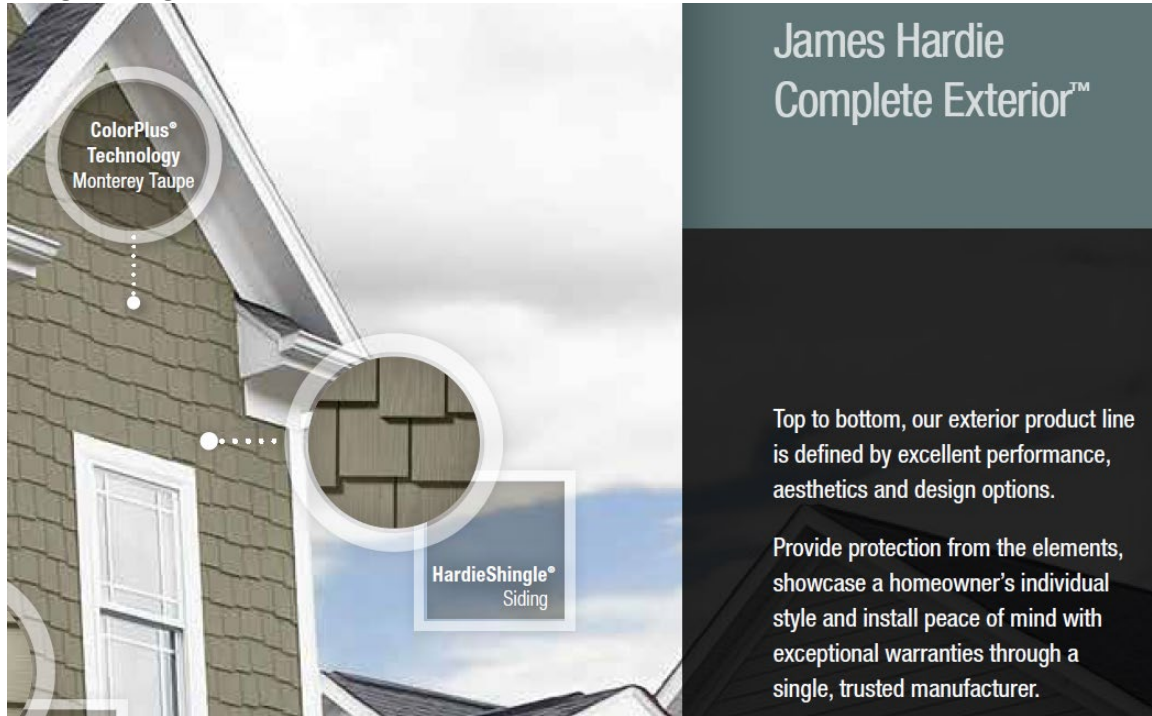 ColorPlus®
Technology
Monterey Taupe
HardieShingle®
Siding
James Hardie
Complete Exterior™
Top to bottom, our exterior product line
is defined by excellent performance,
aesthetics and design options.
Provide protection from the elements,
showcase a homeowner’s individual
style and install peace of mind with
exceptional warranties through a
single, trusted manufacturer.